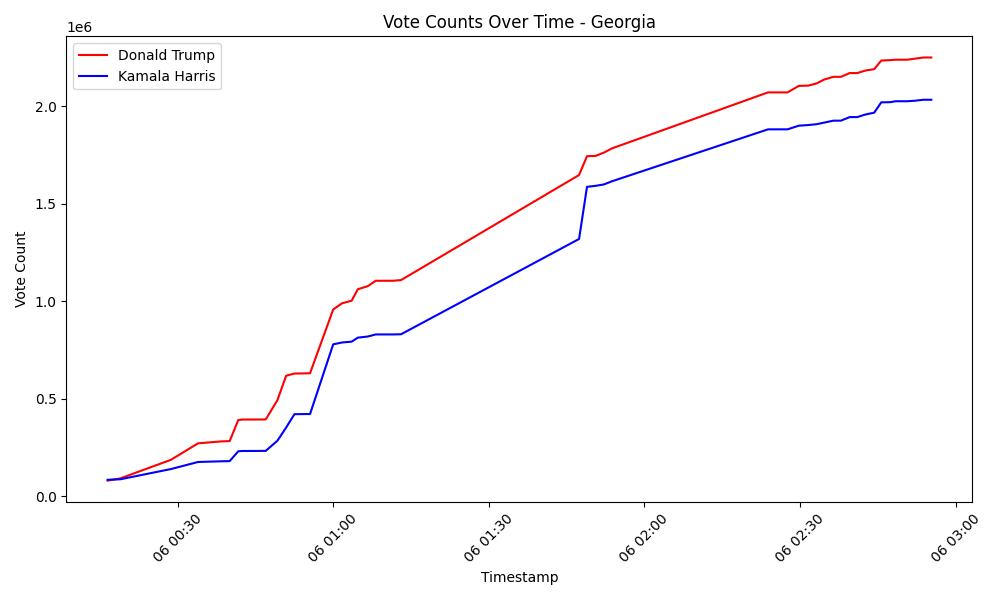 Vote Counts Over Time - Georgia
1e6
Donald Trump
Kamala Harris
2.0
1.5
1.0
0.5
0.0
Vote Count
06 00:30
06 01:00
06 01:30
06 02:00
06 02:30
06 03:00
Timestamp